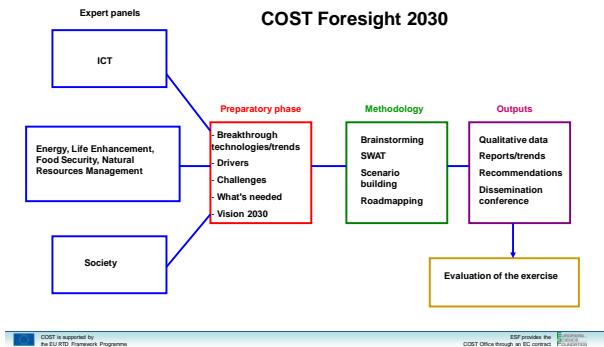 Expert panels
COST Foresight 2030
ICT
Energy, Life Enhancement,
Food Security, Natural
Resources Management
Society
Preparatory phase
- Breakthrough
technologies/trends
- Drivers
- Challenges
- What's needed
- Vision 2030
Methodology
Brainstorming
SWAT
Scenario
building
Roadmapping
Outputs
Qualitative data
Reports/trends
Recommendations
Dissemination
conference
Evaluation of the exercise
COST is supported by
the EU RTD Framework Programme
ESF provides the
COST Office through an EC contract
EUROPEAN
SCIENCE
FOUNDATION